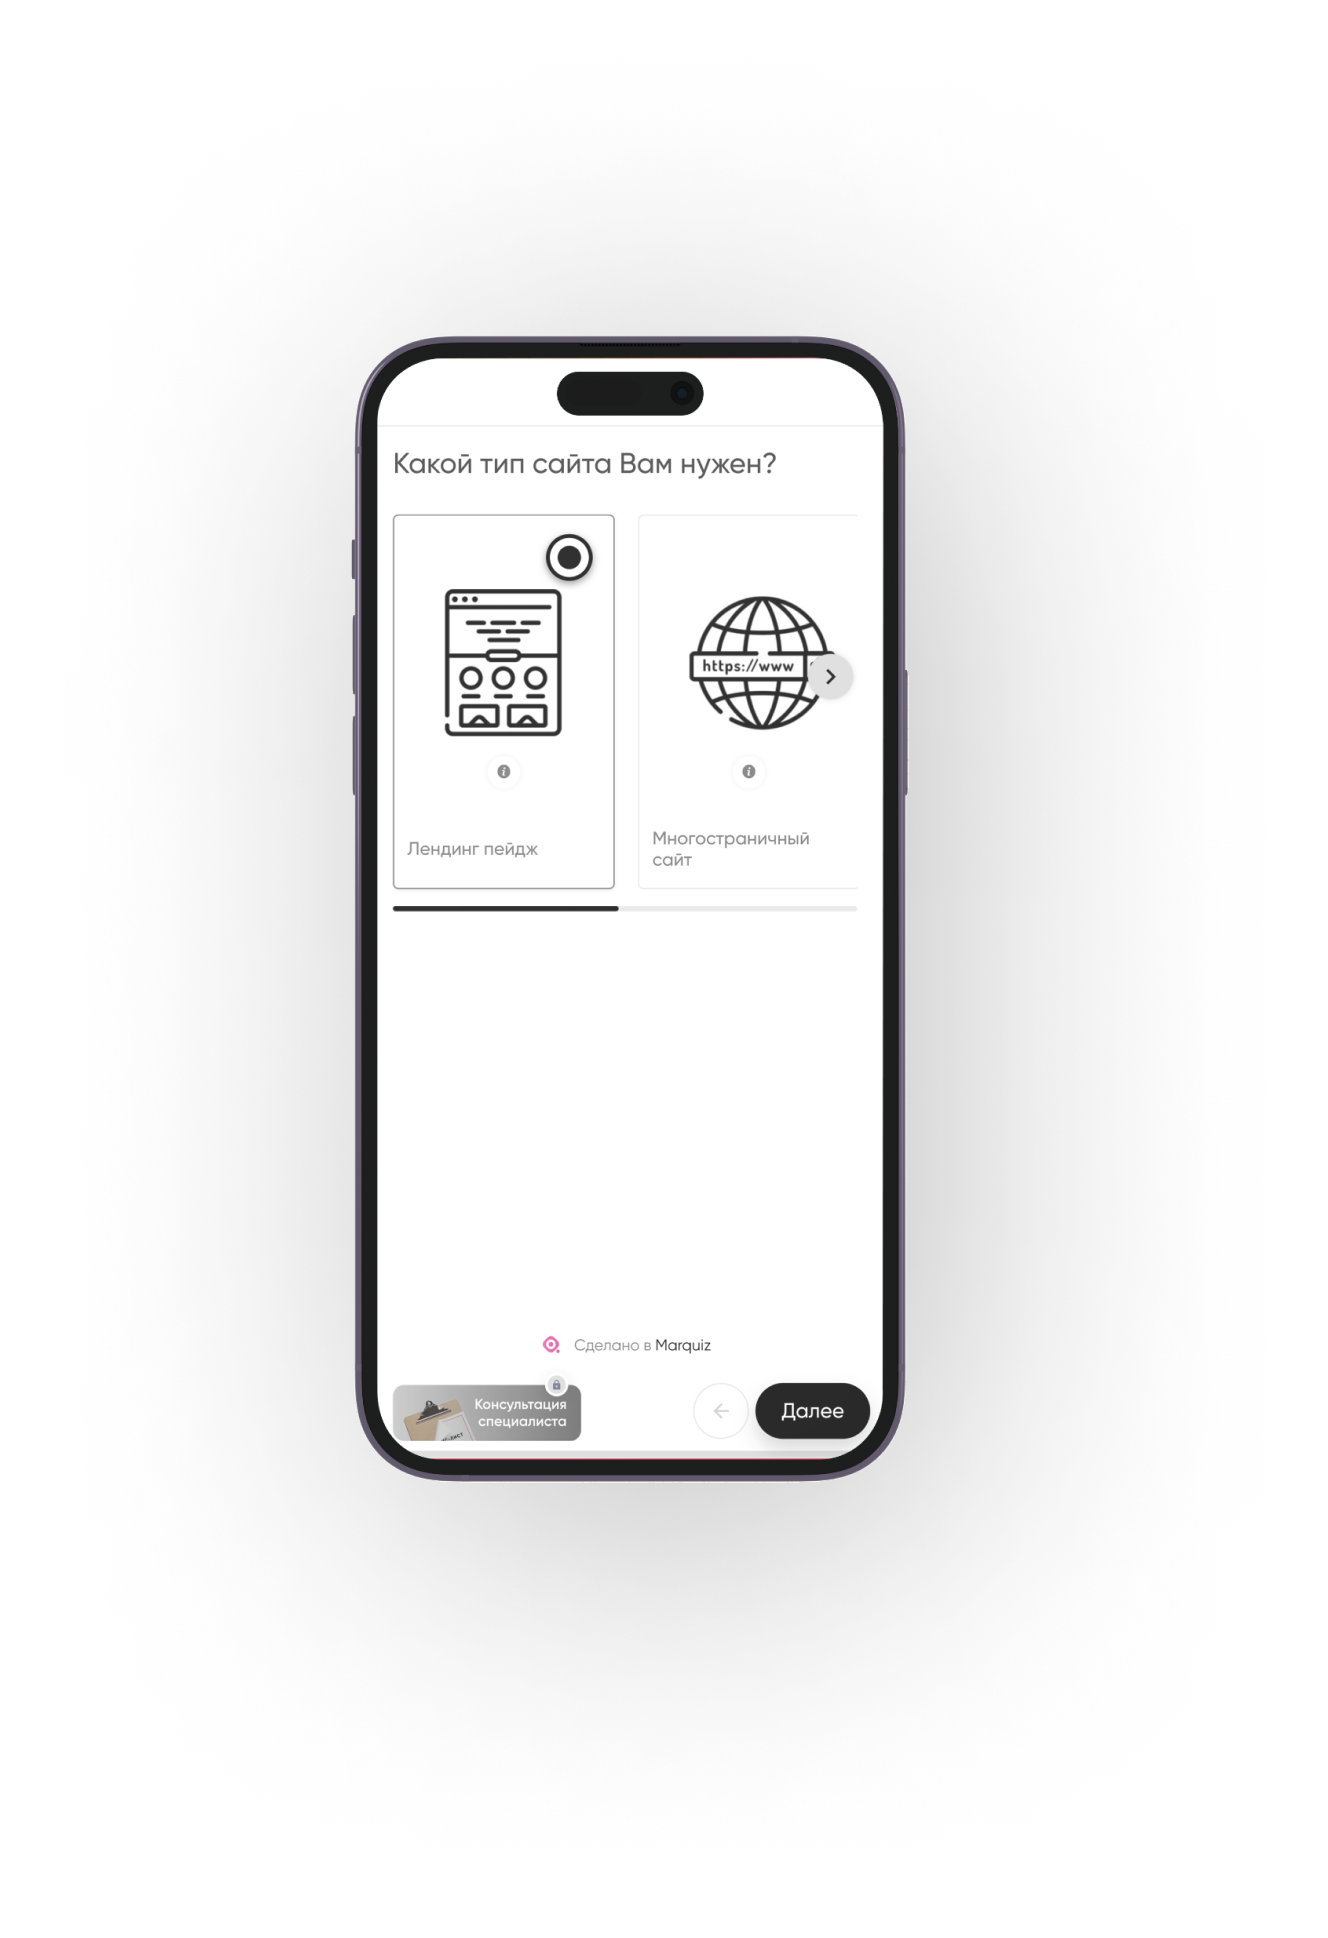 Какой тип сайта Вам нужен?
https://www
Лендинг пейдж
Многостраничный
сайт
Сделано в Marquiz
Консультация
специалиста
Далее